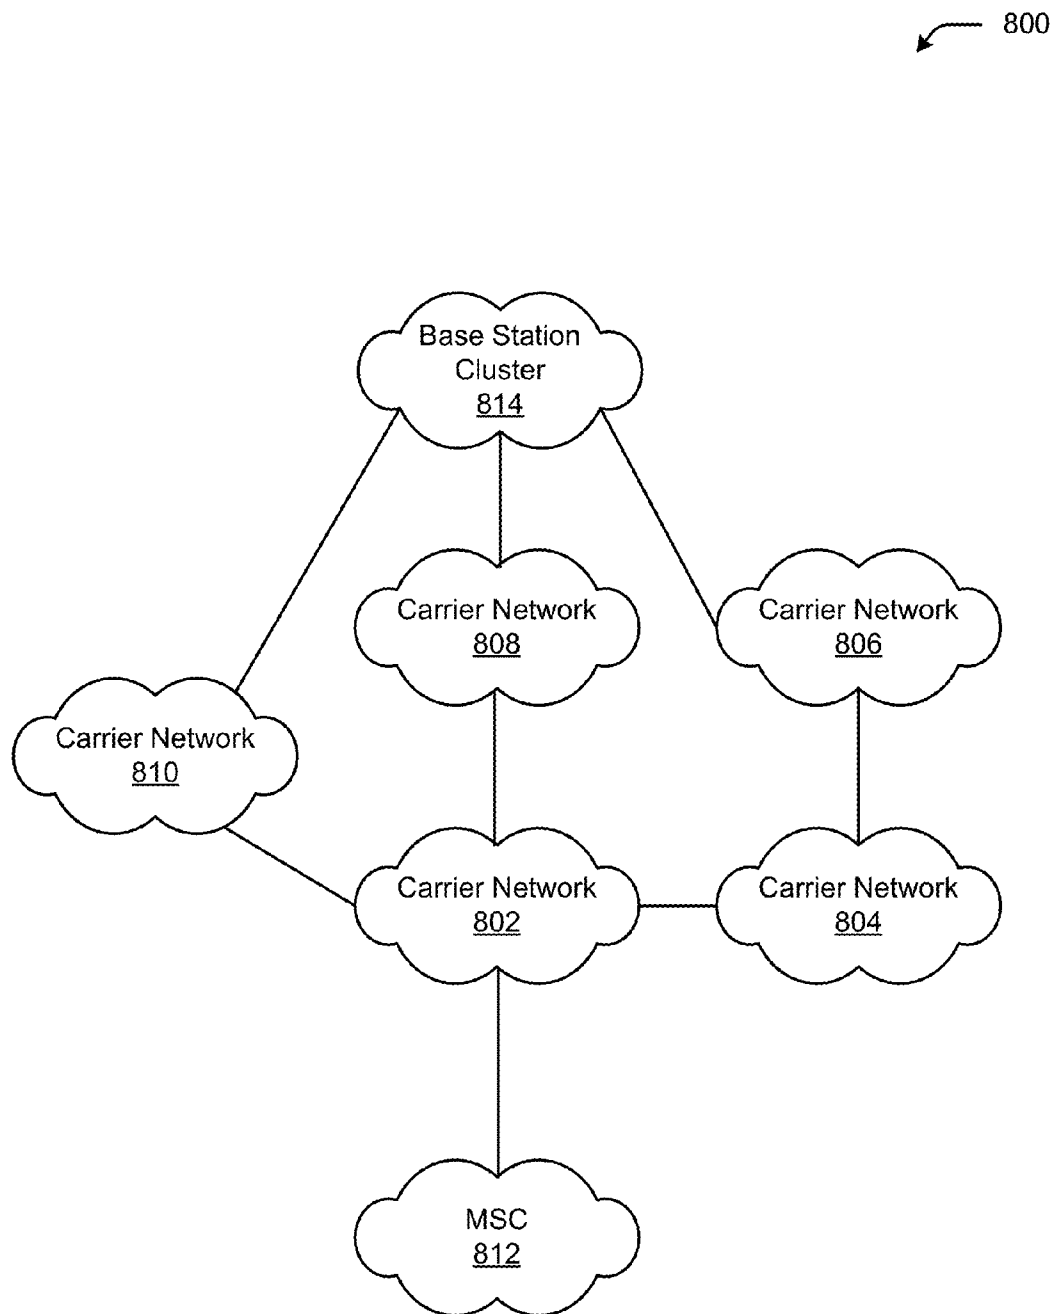 800
Base Station
Cluster
814
Carrier Network
808
Carrier Network
806
Carrier Network
810
Carrier Network
802
Carrier Network
804
MSC
812